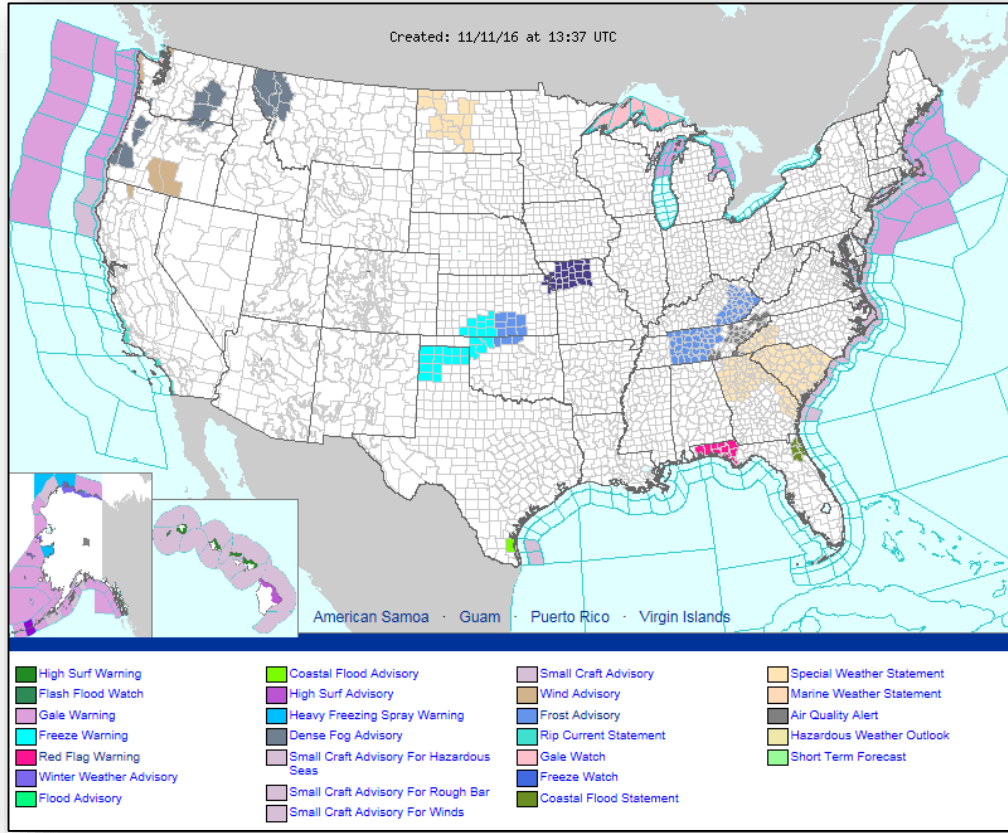 Created: 11/11/16 at 13:37 UTC
American Samoa · Guam · Puerto Rico · Virgin Islands
High Surf Warning
Flash Flood Watch
Gale Warning
Freeze Warning
Red Flag Warning
Winter Weather Advisory
Flood Advisory
Coastal Flood Advisory
High Surf Advisory
Heavy Freezing Spray Warning
Dense Fog Advisory
Small Craft Advisory For Hazardous
Seas
Small Craft Advisory For Rough Bar
Small Craft Advisory For Winds
Small Craft Advisory
Wind Advisory
Frost Advisory
Rip Current Statement
Gale Watch
Freeze Watch
Coastal Flood Statement
Special Weather Statement
Marine Weather Statement
Air Quality Alert
Hazardous Weather Outlook
Short Term Forecast